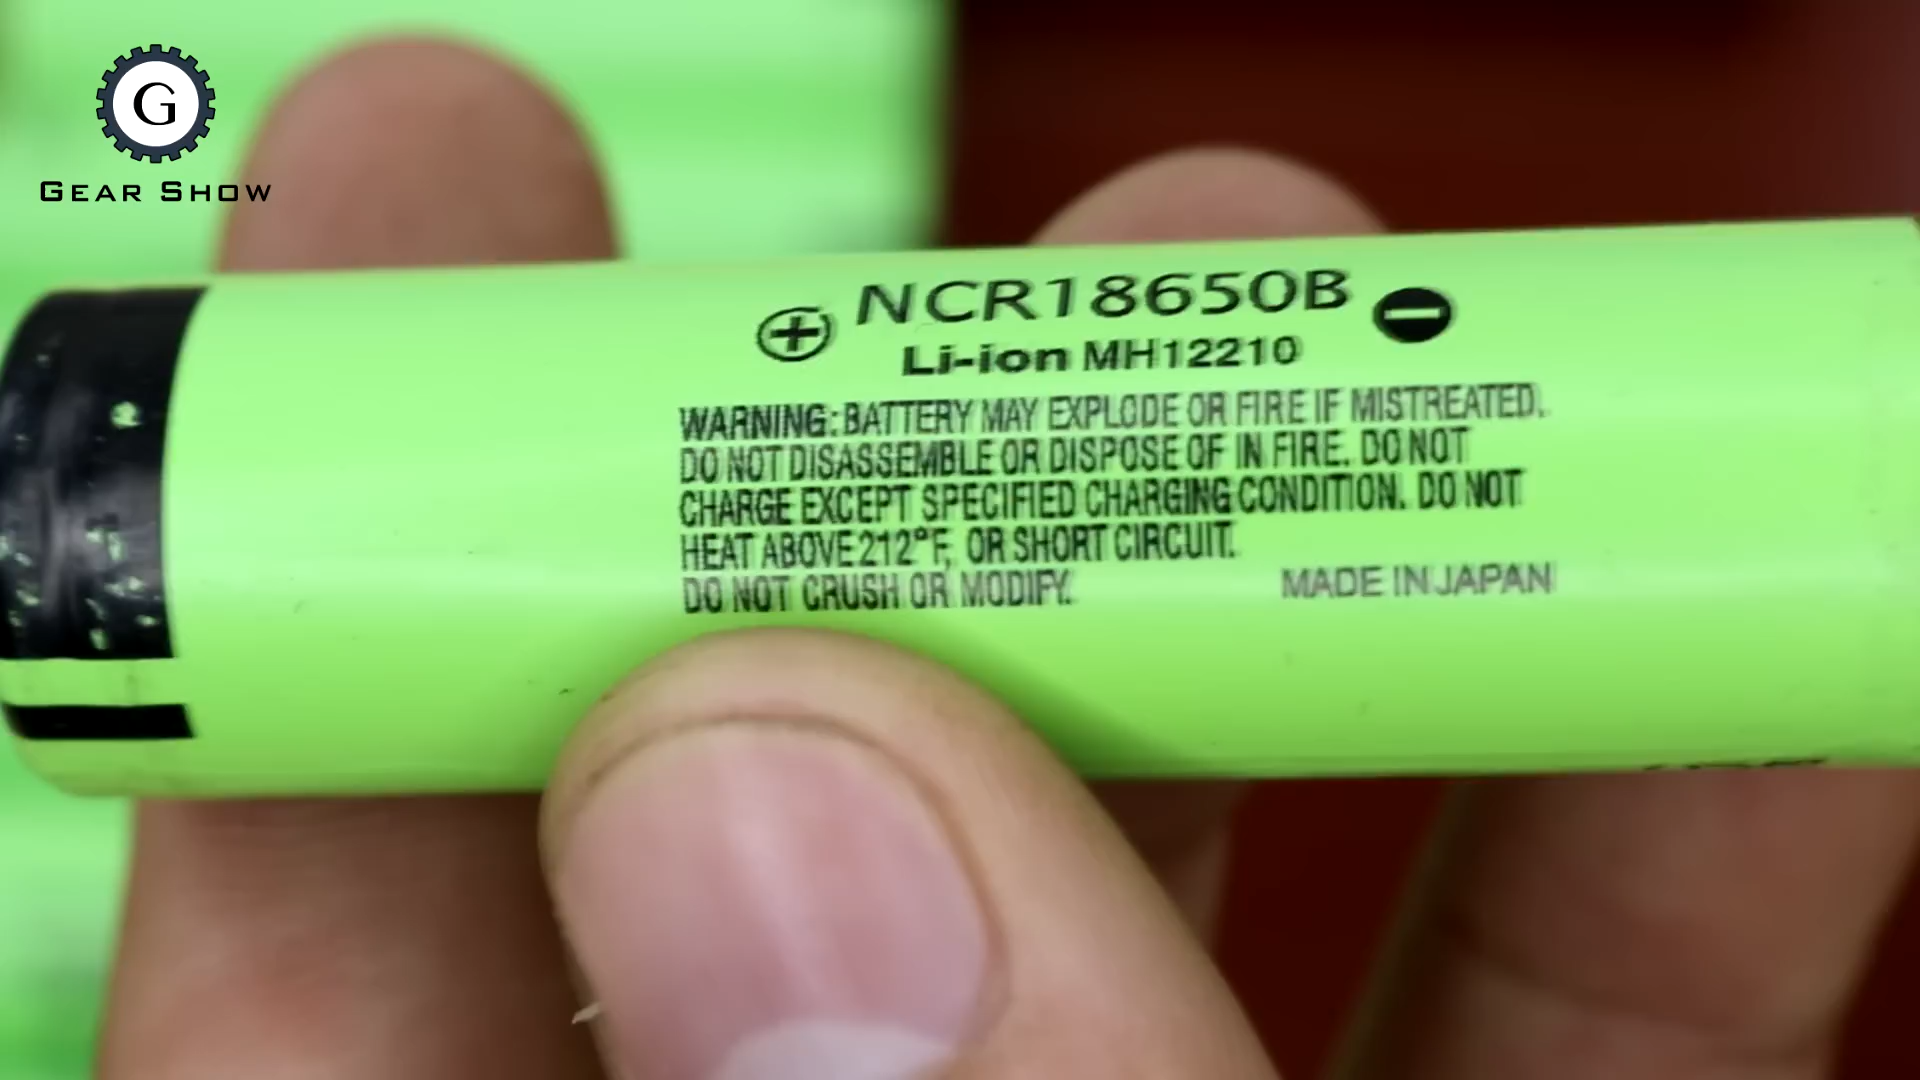 G
GEAR SHOW
NCR18650B
Li-ion MH12210
WARNING: BATTERY MAY EXPLODE OR FIRE IF MISTREATED.
DO NOT DISASSEMBLE OR DISPOSE OF IN FIRE. DO NOT
CHARGE EXCEPT SPECIFIED CHARGING CONDITION. DO NOT
HEAT ABOVE 212°F, OR SHORT CIRCUIT.
DO NOT CRUSH OR MODIFY. MADE IN JAPAN